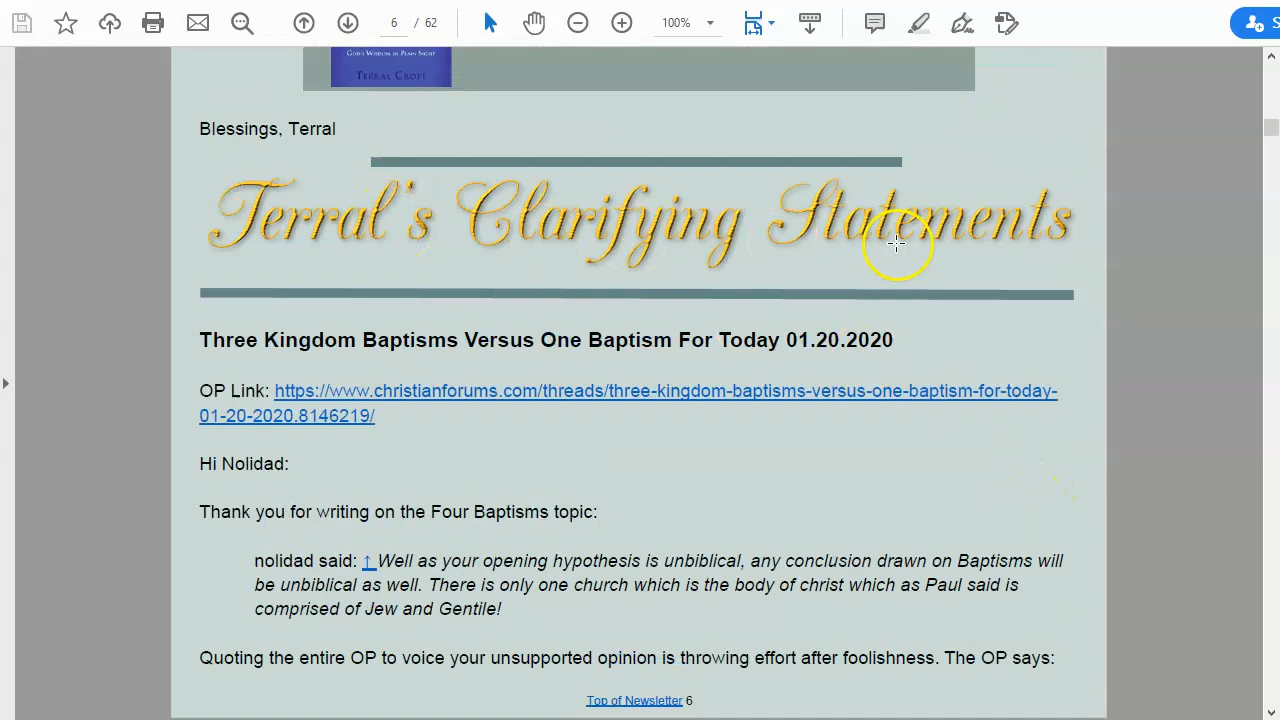 6 / 62
100%
GOD'S WISDOM IN PLAIN SIGHT
TERRAL CROFT
Blessings, Terral
Terral's Clarifying Statements
Three Kingdom Baptisms Versus One Baptism For Today 01.20.2020
OP Link: https://www.christianforums.com/threads/three-kingdom-baptisms-versus-one-baptism-for-today-
01-20-2020.8146219/
Hi Nolidad:
Thank you for writing on the Four Baptisms topic:
nolidad said: ↑ Well as your opening hypothesis is unbiblical, any conclusion drawn on Baptisms will
be unbiblical as well. There is only one church which is the body of christ which as Paul said is
comprised of Jew and Gentile!
Quoting the entire OP to voice your unsupported opinion is throwing effort after foolishness. The OP says:
Top of Newsletter 6